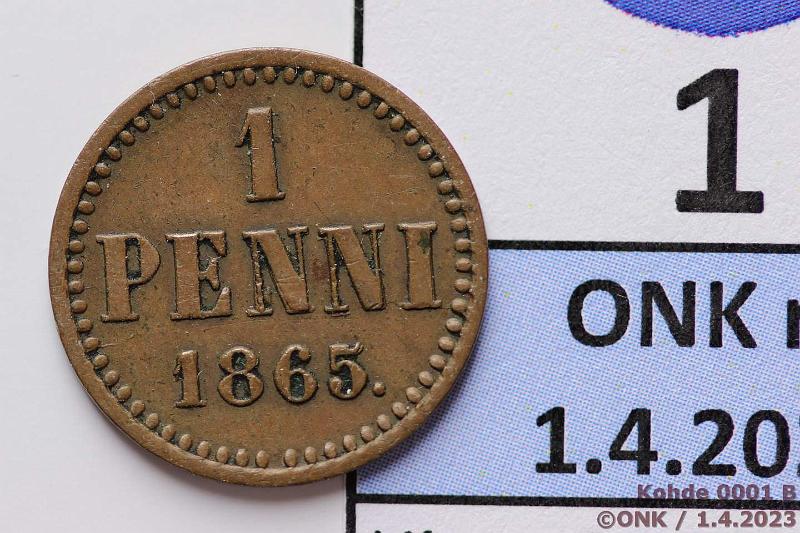 1
PENNI
1865.
1
ONK
1.4.20
Kohde 0001 B
©ONK / 1.4.2023